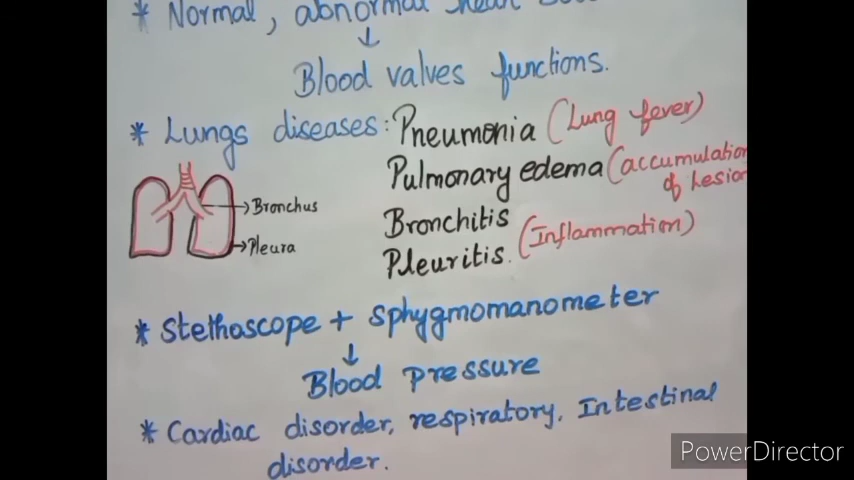 * Normal, abnormal
↓
Blood valves functions.
* Lungs diseases: Pneumonia (Lung fever)
Pulmonary edema (accumulation
of Lesion
Bronchitis
Pleuritis. (Inflammation)
→Bronchus
→Pleura
* Stethoscope + Sphygmomanometer
↓
Blood pressure
* Cardiac disorder, respiratory, Intestinal
disorder.
PowerDirector